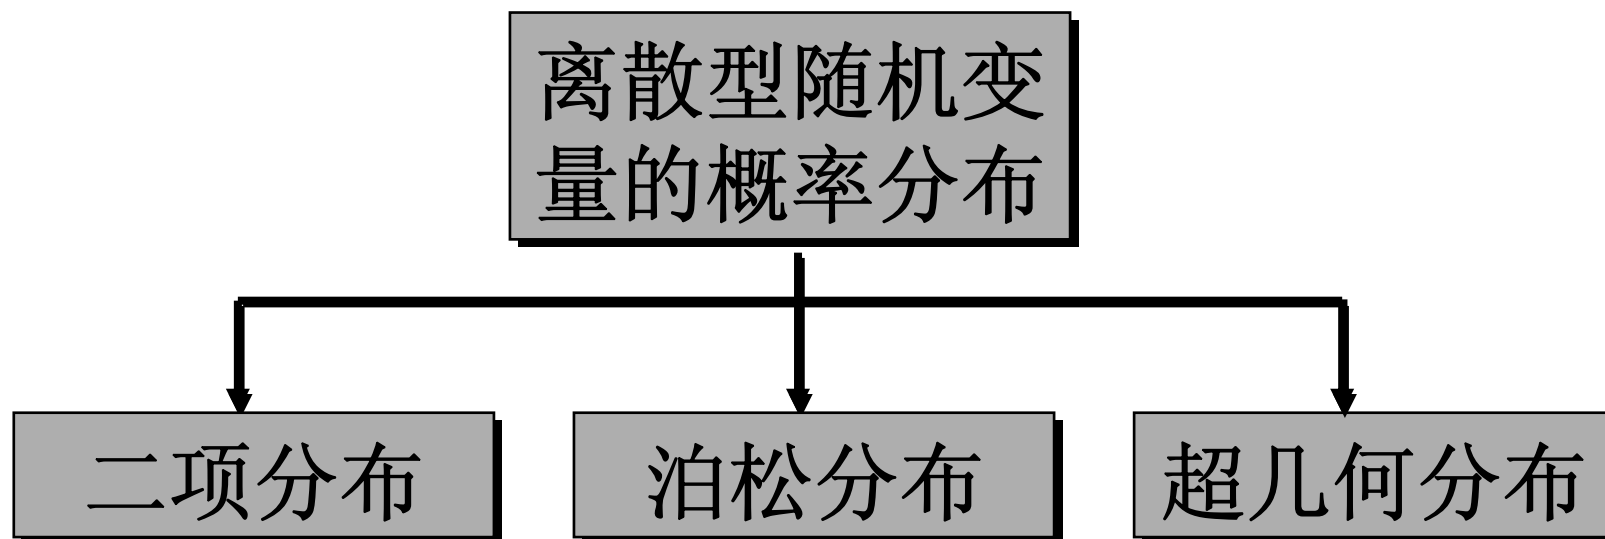 离散型随机变
量的概率分布
二项分布
泊松分布
超几何分布